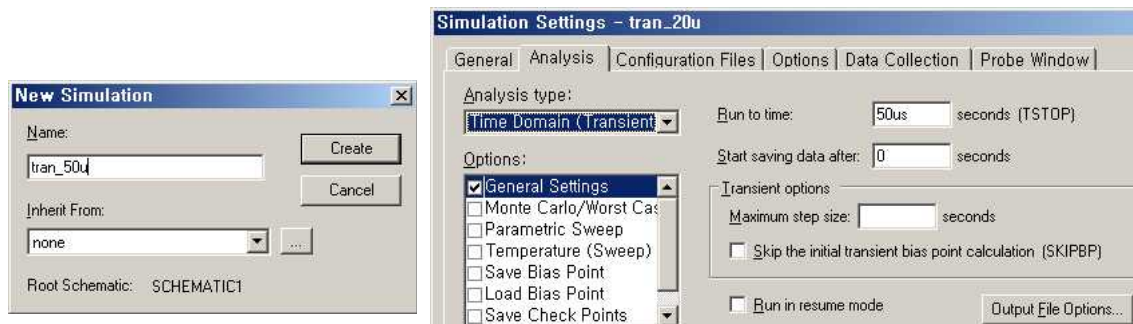 New Simulation
Name:
tran_50u
Create
Cancel
Inherit From:
none
...
Root Schematic: SCHEMATIC1
Simulation Settings - tran_20u
General Analysis Configuration Files Options Data Collection Probe Window
Analysis type:
Time Domain (Transient
Options:
General Settings
Monte Carlo/Worst Cas
Parametric Sweep
Temperature (Sweep)
Save Bias Point
Load Bias Point
Save Check Points
Run to time: 50us seconds (TSTOP)
Start saving data after: 0 seconds
Transient options
Maximum step size: seconds
Skip the initial transient bias point calculation (SKIPBP)
Run in resume mode
Output File Options...